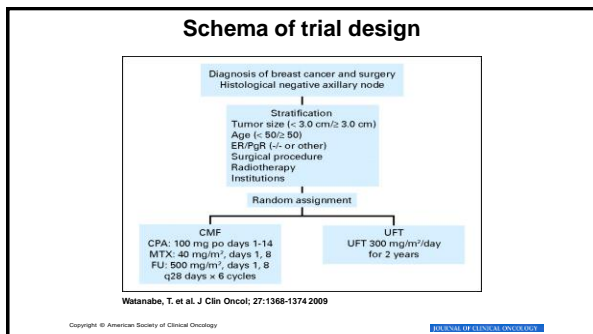 Schema of trial design
Diagnosis of breast cancer and surgery
Histological negative axillary node
Stratification
Tumor size (< 3.0 cm/≥ 3.0 cm)
Age (< 50/≥ 50)
ER/PgR (-/- or other)
Surgical procedure
Radiotherapy
Institutions
Random assignment
CMF
CPA: 100 mg po days 1-14
MTX: 40 mg/m², days 1, 8
FU: 500 mg/m², days 1, 8
q28 days × 6 cycles
UFT
UFT 300 mg/m²/day
for 2 years
Watanabe, T. et al. J Clin Oncol; 27:1368-1374 2009
Copyright © American Society of Clinical Oncology
JOURNAL OF CLINICAL ONCOLOGY